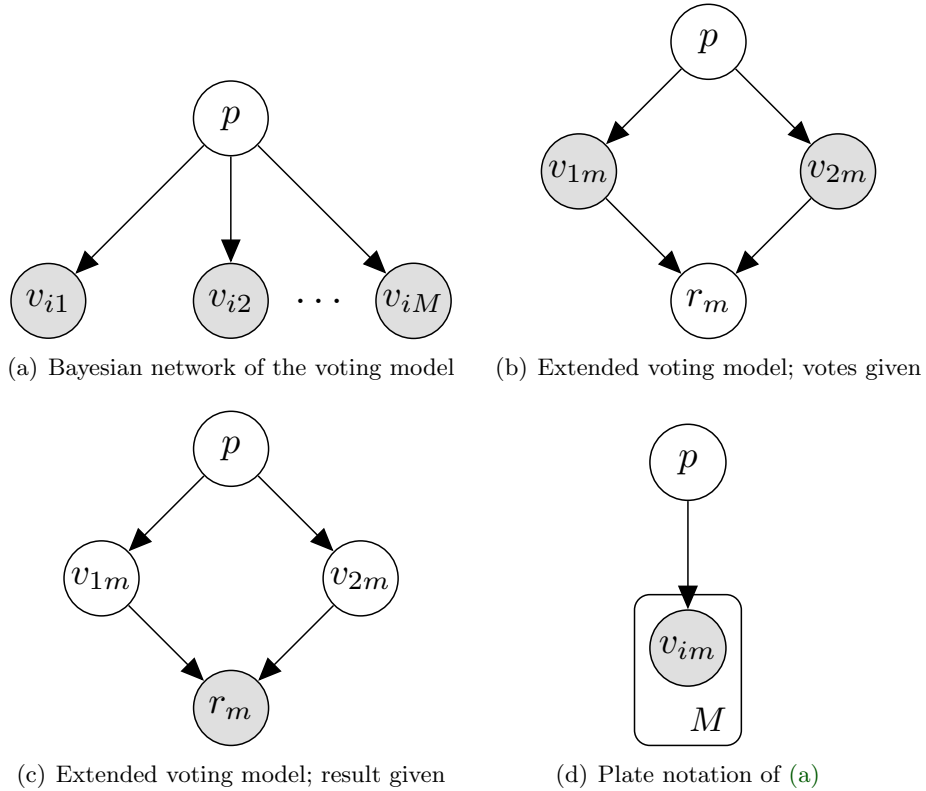 p
v_{i1} v_{i2} ··· v_{iM}
(a) Bayesian network of the voting model
p
v_{1m} v_{2m}
r_m
(b) Extended voting model; votes given
p
v_{1m} v_{2m}
r_m
(c) Extended voting model; result given
p
v_{im}
M
(d) Plate notation of (a)